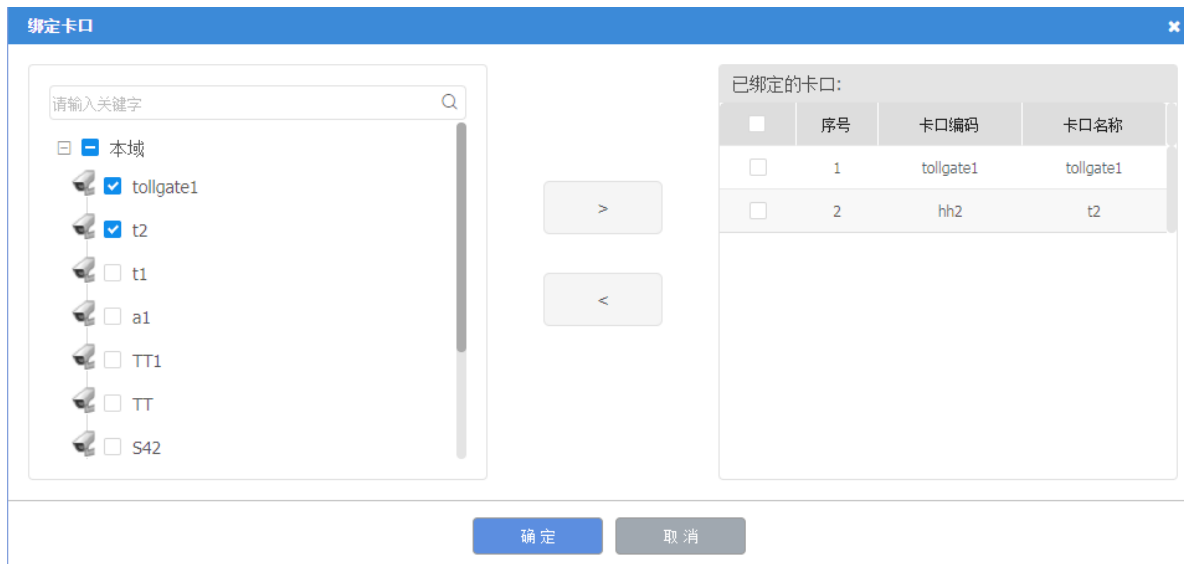 绑定卡口
请输入关键字
本域
tollgate1
t2
t1
a1
TT1
TT
S42
>
<
已绑定的卡口:
序号 卡口编码 卡口名称
1 tollgate1 tollgate1
2 hh2 t2
确定 取消